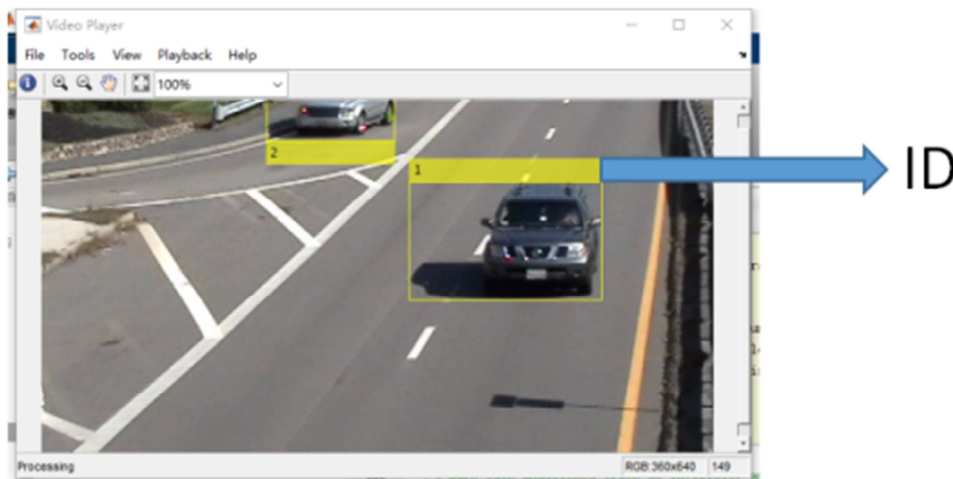 Video Player
File Tools View Playback Help
100%
2
1
ID
Processing
RGB:360x640 149